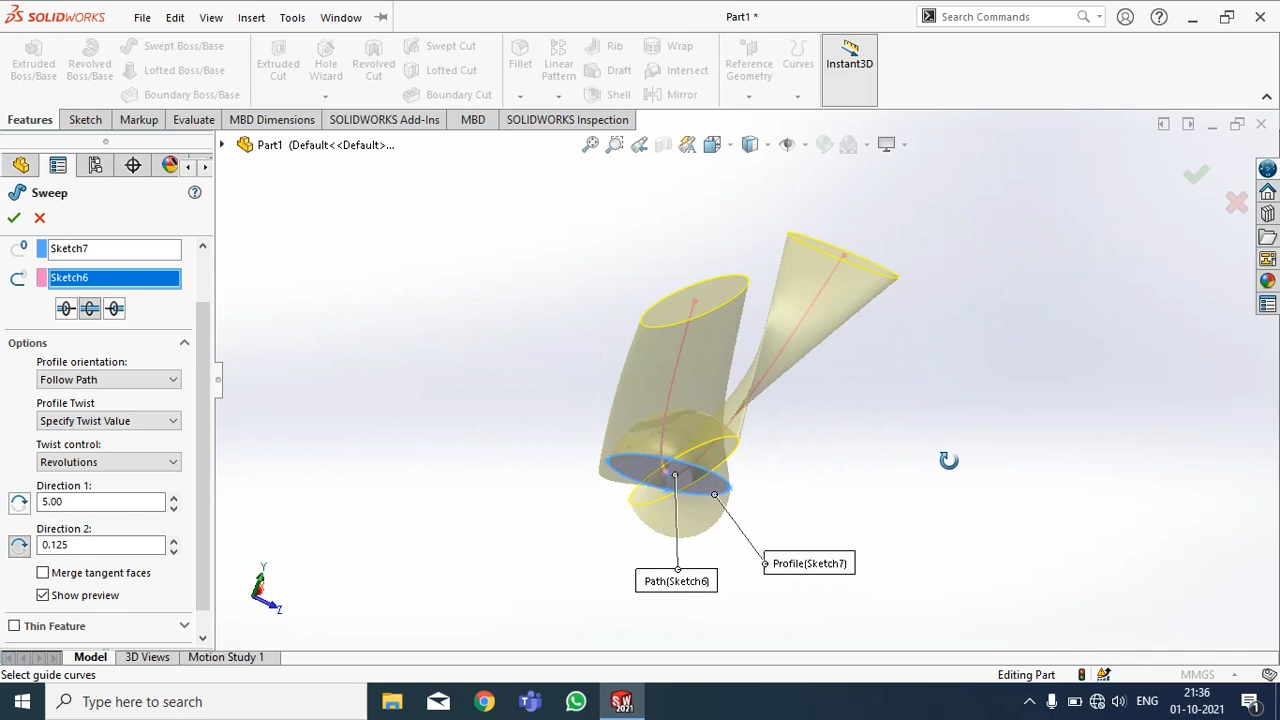 SOLIDWORKS File Edit View Insert Tools Window Part1 * Search Commands
Extruded Boss/Base
Revolved Boss/Base
Swept Boss/Base
Lofted Boss/Base
Boundary Boss/Base
Extruded Cut
Hole Wizard
Revolved Cut
Swept Cut
Lofted Cut
Boundary Cut
Fillet
Linear Pattern
Rib
Draft
Shell
Wrap
Intersect
Mirror
Reference Geometry
Curves
Instant3D
Features Sketch Markup Evaluate MBD Dimensions SOLIDWORKS Add-Ins MBD SOLIDWORKS Inspection
Part1 (Default<<Default>...
Sweep
Sketch7
Sketch6
Options
Profile orientation:
Follow Path
Profile Twist
Specify Twist Value
Twist control:
Revolutions
Direction 1:
5.00
Direction 2:
0.125
Merge tangent faces
Show preview
Thin Feature
Profile(Sketch7)
Path(Sketch6)
Y
Z
Model 3D Views Motion Study 1
Select guide curves Editing Part MMGS
Type here to search
SW
2021
ENG
21:36
01-10-2021
1